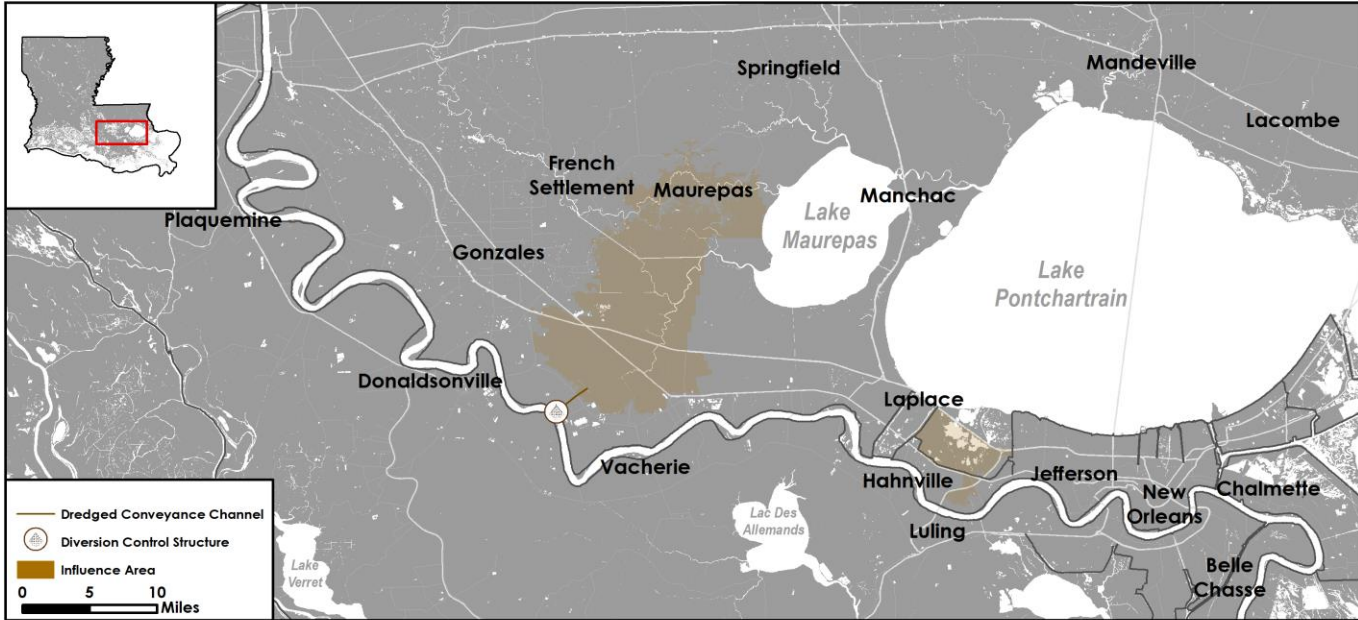 Springfield
Mandeville
Lacombe
French
Settlement
Maurepas
Manchac
Plaquemine
Lake
Maurepas
Gonzales
Lake
Pontchartrain
Donaldsonville
Laplace
Vacherie
Hahnville
Jefferson
New
Orleans
Chalmette
Luling
Lac Des
Allemands
Belle
Chasse
Lake
Verret
Dredged Conveyance Channel
Diversion Control Structure
Influence Area
0 5 10
Miles